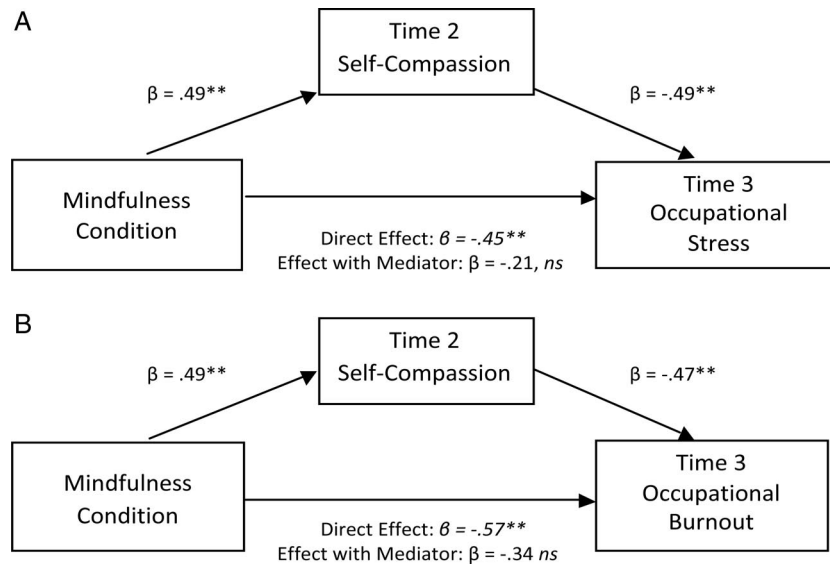 A
Time 2
Self-Compassion
β = .49**
β = -.49**
Mindfulness
Condition
Time 3
Occupational
Stress
Direct Effect: β = -.45**
Effect with Mediator: β = -.21, ns
B
Time 2
Self-Compassion
β = .49**
β = -.47**
Mindfulness
Condition
Time 3
Occupational
Burnout
Direct Effect: β = -.57**
Effect with Mediator: β = -.34 ns